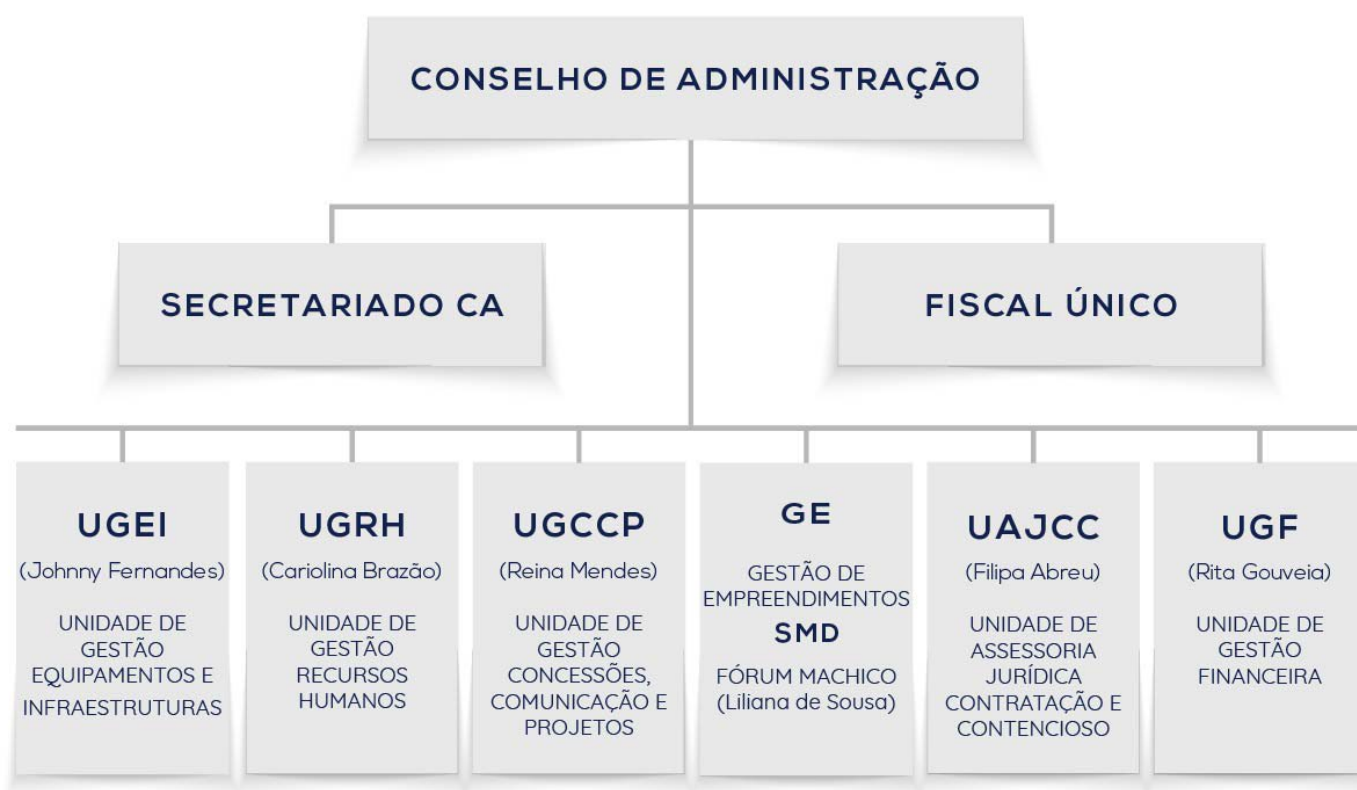 CONSELHO DE ADMINISTRAÇÃO
SECRETARIADO CA
FISCAL ÚNICO
UGEI
(Johnny Fernandes)
UNIDADE DE
GESTÃO
EQUIPAMENTOS E
INFRAESTRUTURAS
UGRH
(Cariolina Brazão)
UNIDADE DE
GESTÃO
RECURSOS
HUMANOS
UGCCP
(Reina Mendes)
UNIDADE DE
GESTÃO
CONCESSÕES,
COMUNICAÇÃO E
PROJETOS
GE
GESTÃO DE
EMPREENDIMENTOS
SMD
FÓRUM MACHICO
(Liliana de Sousa)
UAJCC
(Filipa Abreu)
UNIDADE DE
ASSESSORIA
JURÍDICA
CONTRATAÇÃO E
CONTENCIOSO
UGF
(Rita Gouveia)
UNIDADE DE
GESTÃO
FINANCEIRA